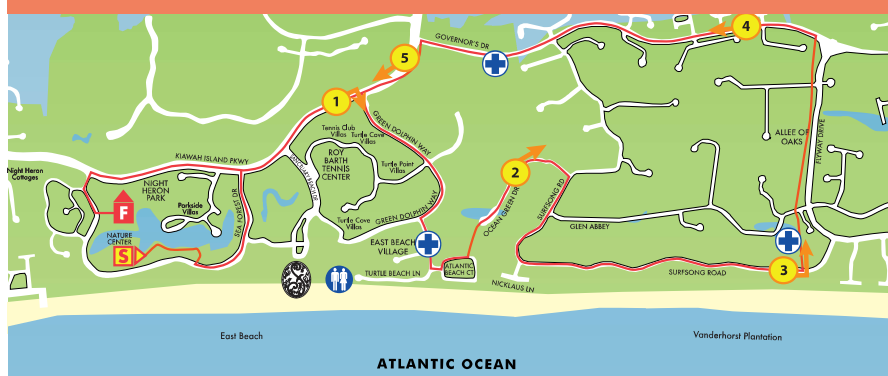 4
GOVERNOR'S DR
5
1
GREEN DOLPHIN WAY
FLYWAY DRIVE
Tennis Club
Villas
Turtle Cove
Villas
ALLEE OF
OAKS
KIAWAH ISLAND PKWY
ROY
BARTH
TENNIS
CENTER
Turtle Point
Villas
Night Heron
Cottages
2
NIGHT
HERON
PARK
SURFSONG RD
Parkside
Villas
SEA FOREST DR
OCEAN GREEN DR
GREEN DOLPHIN WAY
F
Turtle Cove
Villas
GLEN ABBEY
NATURE
CENTER
S
EAST BEACH
VILLAGE
TURTLE BEACH LN
ATLANTIC
BEACH CT
SURFSONG ROAD
3
NICKLAUS LN
East Beach
Vanderhorst Plantation
ATLANTIC OCEAN